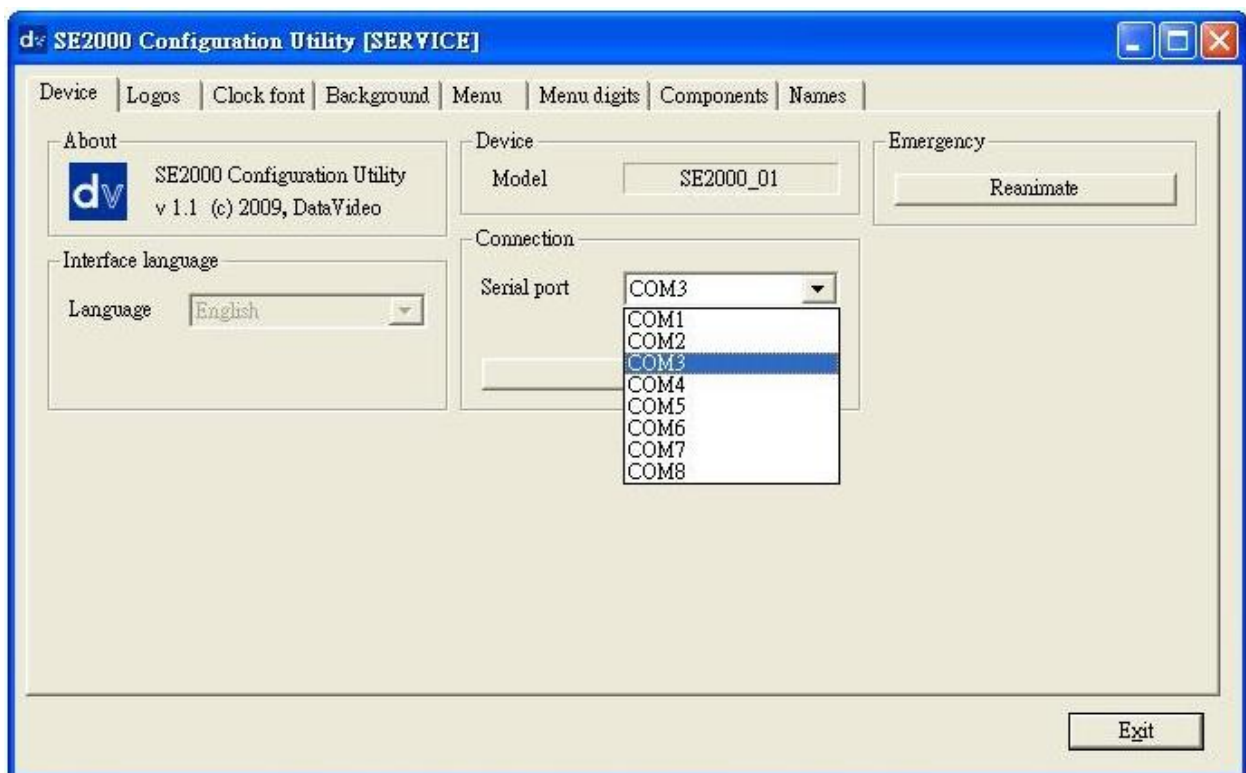 dv SE2000 Configuration Utility [SERVICE]
Device Logos Clock font Background Menu Menu digits Components Names
About
dv
SE2000 Configuration Utility
v 1.1 (c) 2009, DataVideo
Interface language
Language English
Device
Model SE2000_01
Connection
Serial port COM3
COM1
COM2
COM3
COM4
COM5
COM6
COM7
COM8
Emergency
Reanimate
Exit